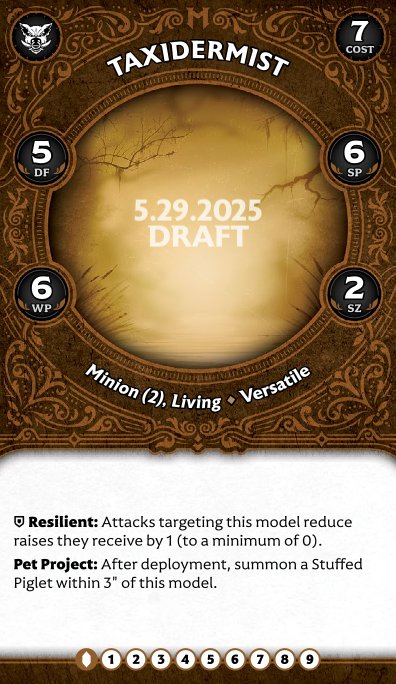 TAXIDERMIST
7
COST
5
DF
6
SP
5.29.2025
DRAFT
6
WP
2
SZ
Minion (2), Living ⬥ Versatile
Resilient: Attacks targeting this model reduce
raises they receive by 1 (to a minimum of 0).
Pet Project: After deployment, summon a Stuffed
Piglet within 3" of this model.
1 2 3 4 5 6 7 8 9